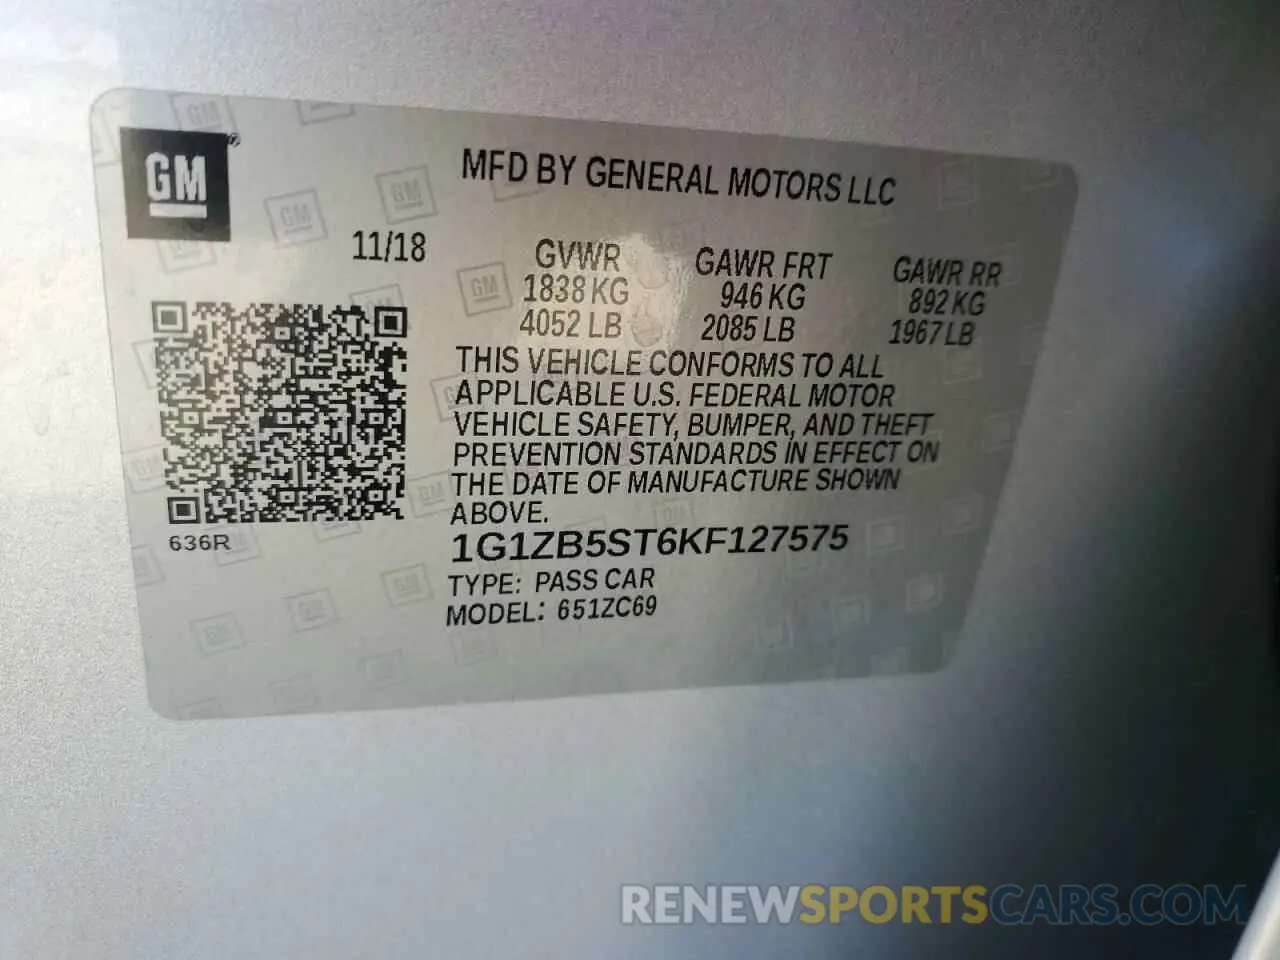 GM
MFD BY GENERAL MOTORS LLC
11/18
GVWR GAWR FRT GAWR RR
1838 KG 946 KG 892 KG
4052 LB 2085 LB 1967 LB
THIS VEHICLE CONFORMS TO ALL
APPLICABLE U.S. FEDERAL MOTOR
VEHICLE SAFETY, BUMPER, AND THEFT
PREVENTION STANDARDS IN EFFECT ON
THE DATE OF MANUFACTURE SHOWN
ABOVE.
636R
1G1ZB5ST6KF127575
TYPE: PASS CAR
MODEL: 651ZC69
RENEWSPORTSCARS.COM